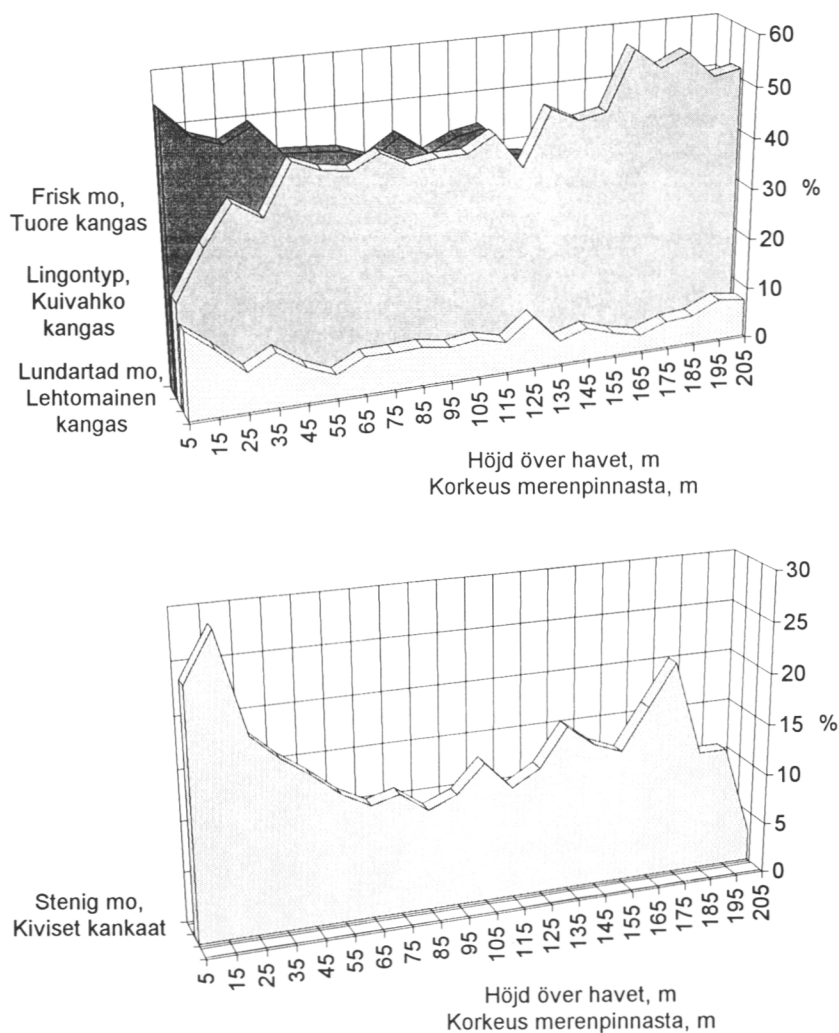 60
50
40
30 %
20
10
0
Frisk mo,
Tuore kangas
Lingontyp,
Kuivahko
kangas
Lundartad mo,
Lehtomainen
kangas
5 15 25 35 45 55 65 75 85 95 105 115 125 135 145 155 165 175 185 195 205
Höjd över havet, m
Korkeus merenpinnasta, m
30
25
20
15 %
10
5
0
Stenig mo,
Kiviset kankaat
5 15 25 35 45 55 65 75 85 95 105 115 125 135 145 155 165 175 185 195 205
Höjd över havet, m
Korkeus merenpinnasta, m